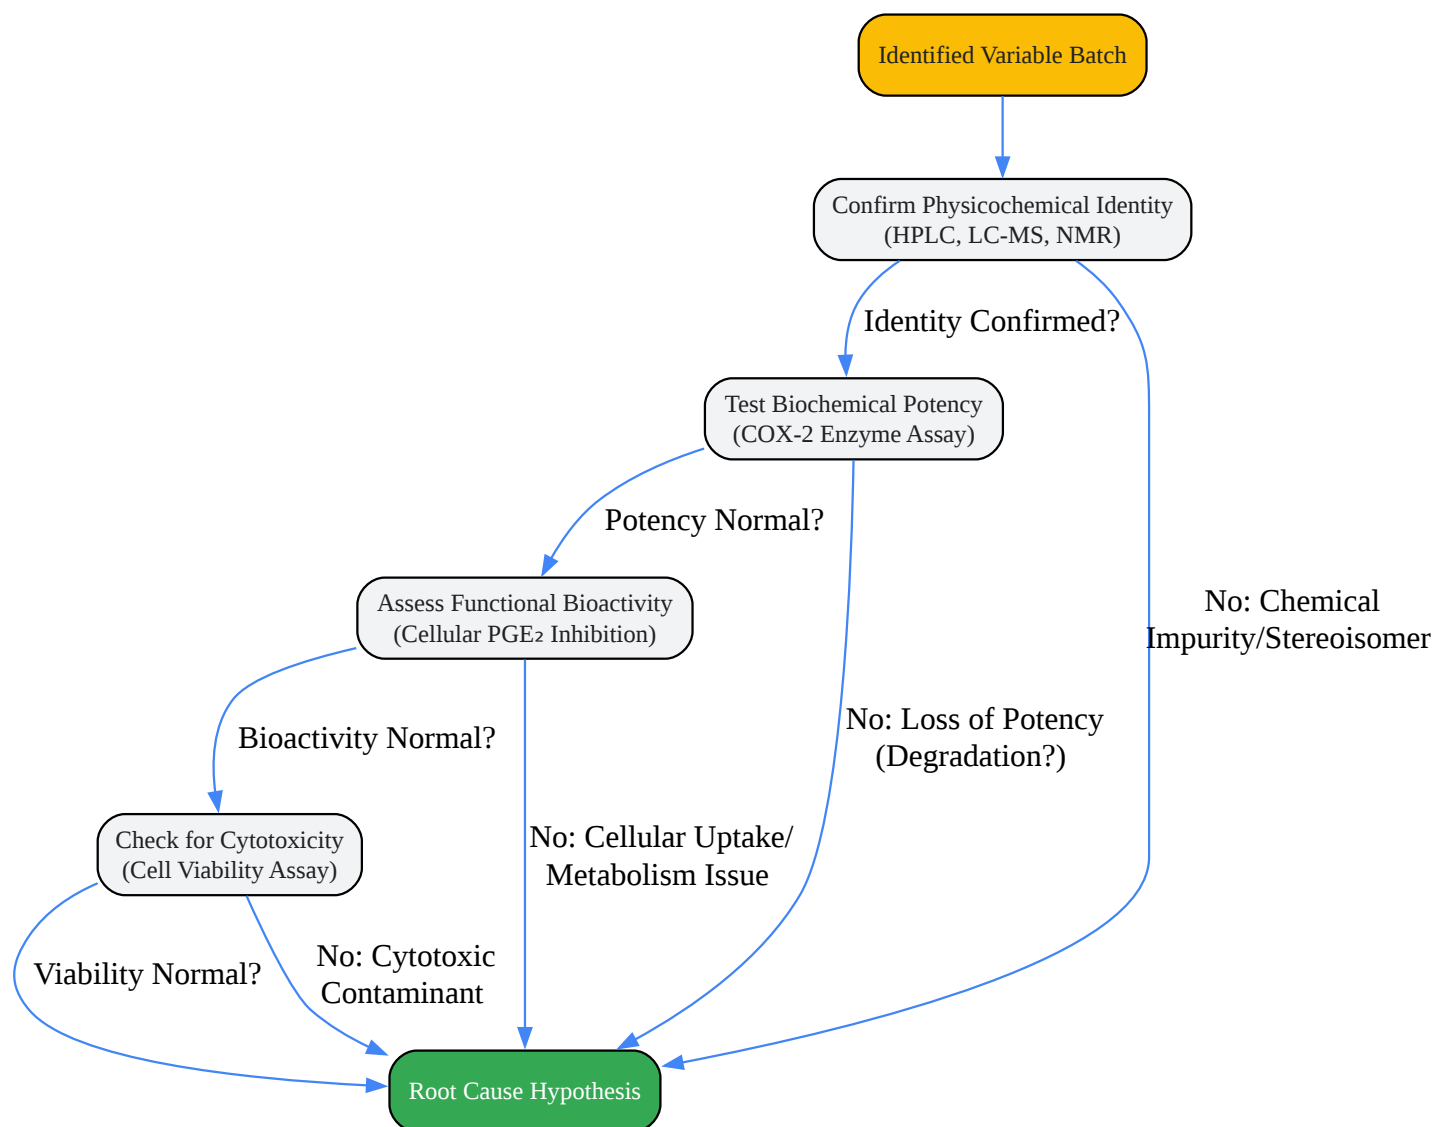 Identified Variable Batch
Confirm Physicochemical Identity
(HPLC, LC-MS, NMR)
Identity Confirmed?
Test Biochemical Potency
(COX-2 Enzyme Assay)
Potency Normal?
Assess Functional Bioactivity
(Cellular PGE₂ Inhibition)
No: Chemical
Impurity/Stereoisomer
Bioactivity Normal?
No: Loss of Potency
(Degradation?)
Check for Cytotoxicity
(Cell Viability Assay)
No: Cellular Uptake/
Metabolism Issue
Viability Normal?
No: Cytotoxic
Contaminant
Root Cause Hypothesis